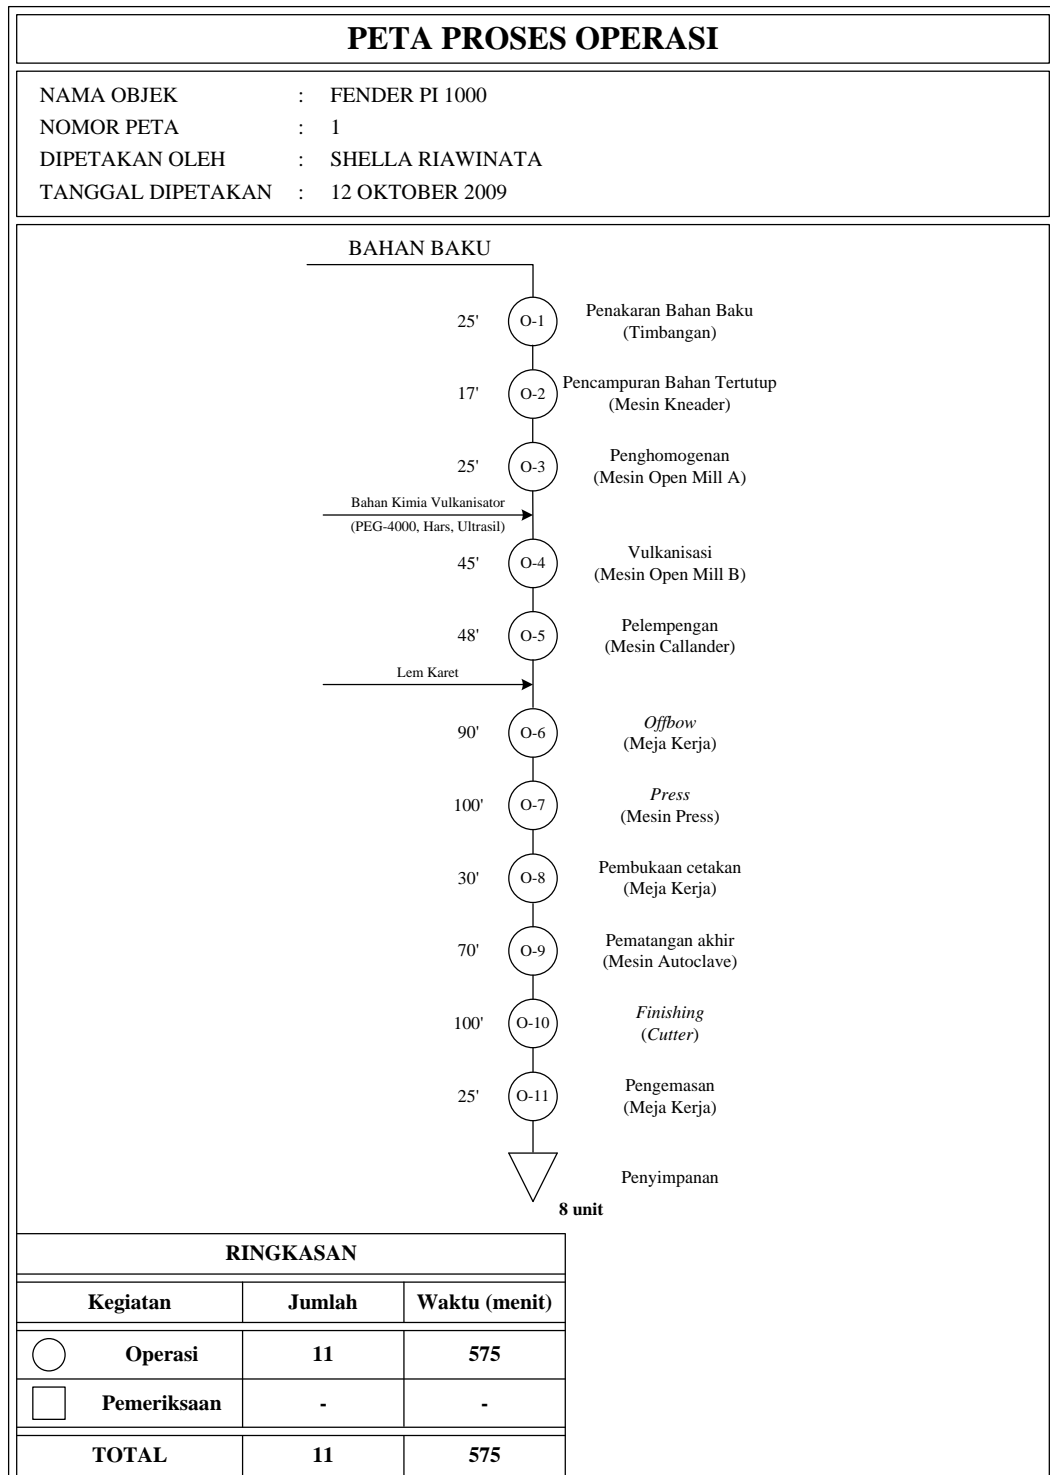 PETA PROSES OPERASI
NAMA OBJEK : FENDER PI 1000
NOMOR PETA : 1
DIPETAKAN OLEH : SHELLA RIAWINATA
TANGGAL DIPETAKAN : 12 OKTOBER 2009
BAHAN BAKU
25' O-1 Penakaran Bahan Baku
(Timbangan)
17' O-2 Pencampuran Bahan Tertutup
(Mesin Kneader)
25' O-3 Penghomogenan
(Mesin Open Mill A)
Bahan Kimia Vulkanisator
(PEG-4000, Hars, Ultrasil)
45' O-4 Vulkanisasi
(Mesin Open Mill B)
48' O-5 Pelempengan
(Mesin Callander)
Lem Karet
90' O-6 Offbow
(Meja Kerja)
100' O-7 Press
(Mesin Press)
30' O-8 Pembukaan cetakan
(Meja Kerja)
70' O-9 Pematangan akhir
(Mesin Autoclave)
100' O-10 Finishing
(Cutter)
25' O-11 Pengemasan
(Meja Kerja)
Penyimpanan
8 unit
RINGKASAN
Kegiatan Jumlah Waktu (menit)
Operasi 11 575
Pemeriksaan - -
TOTAL 11 575